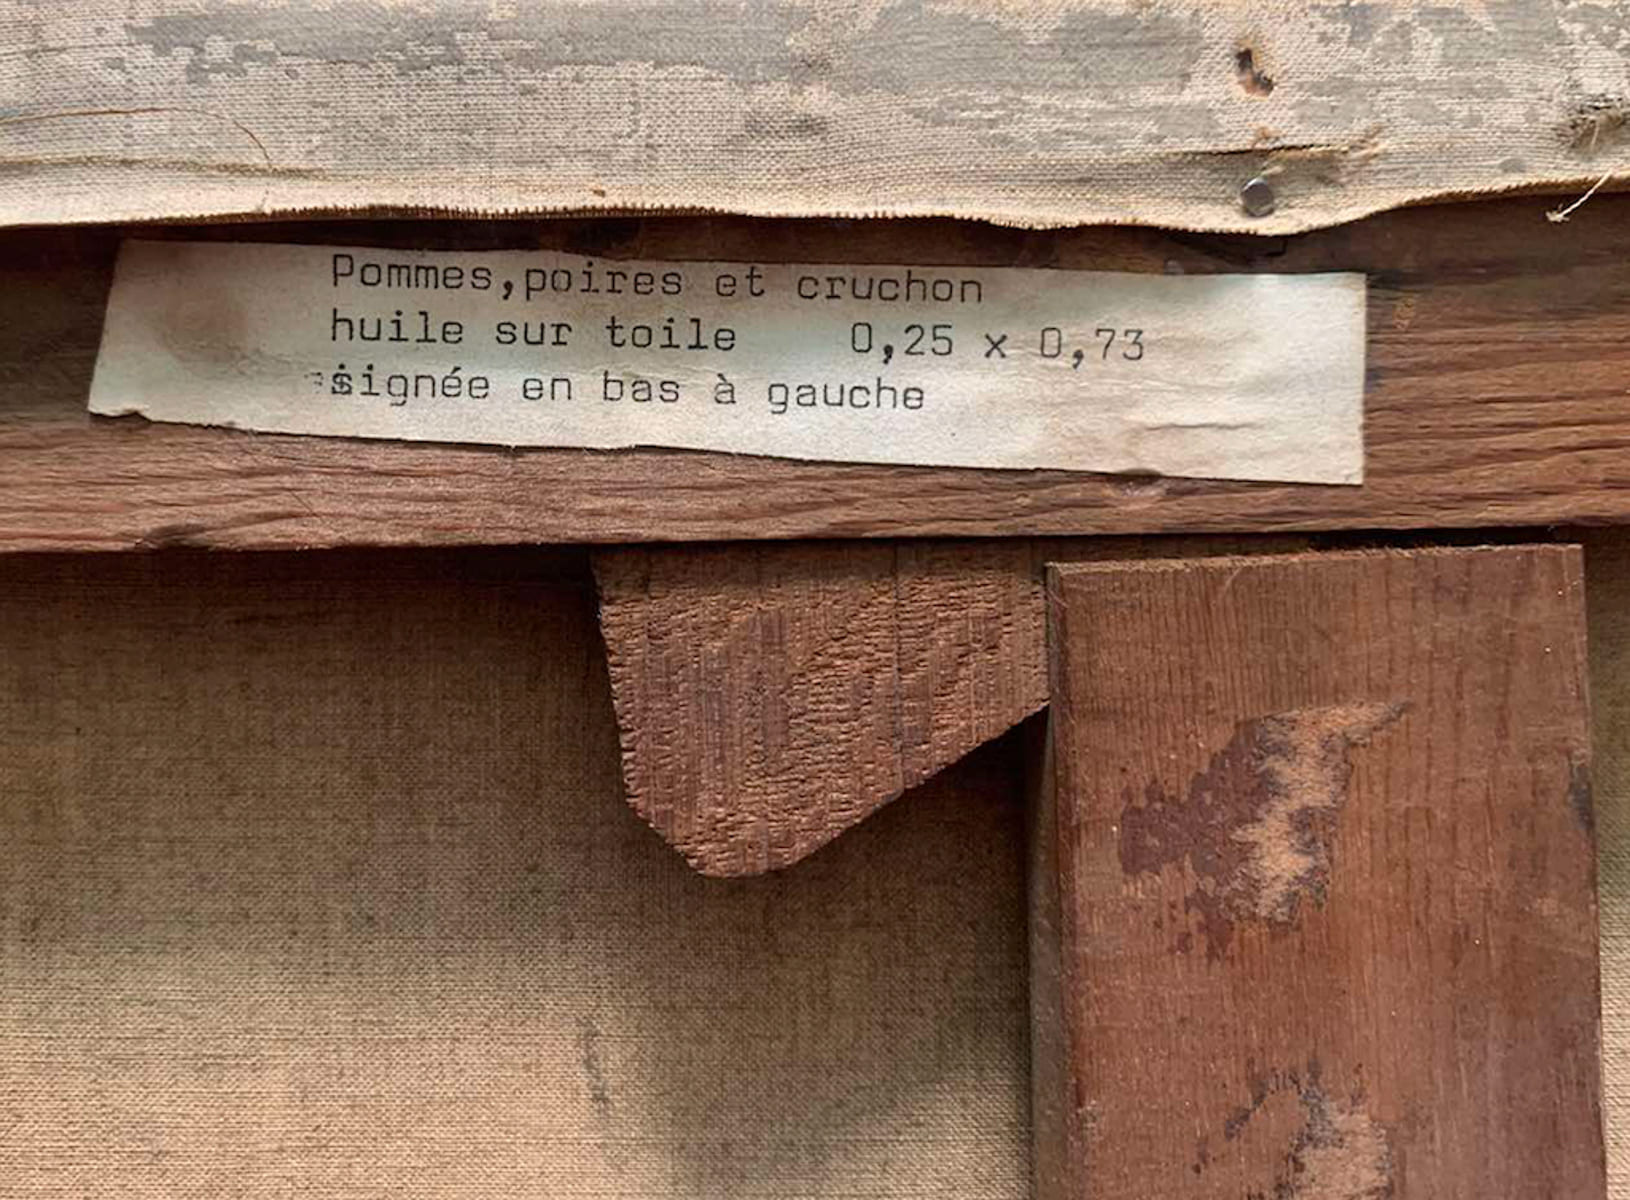 Pommes,poires et cruchon
huile sur toile    0,25 x 0,73
signée en bas à gauche